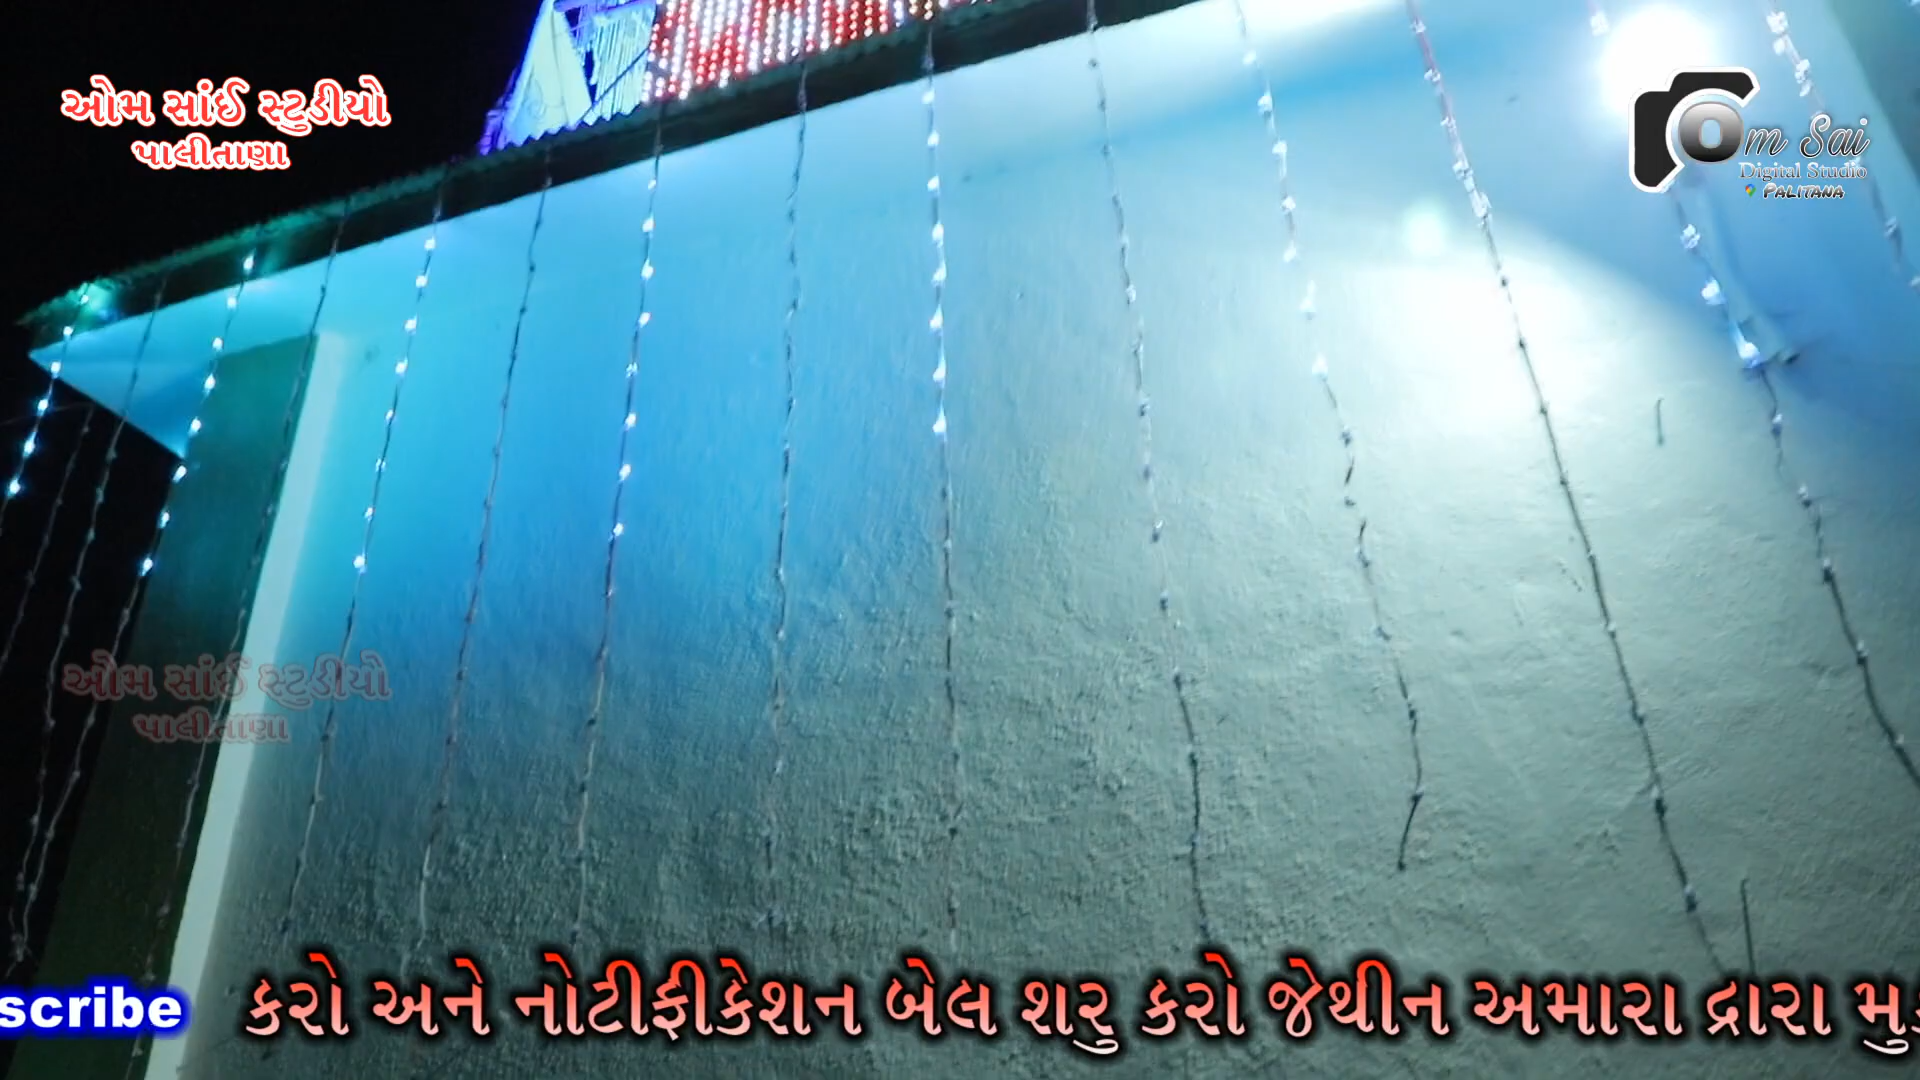 ઓમ સાંઈ સ્ટુડીયો
પાલીતાણા
Om Sai
Digital Studio
PALITANA
ઓમ સાંઈ સ્ટુડીયો
પાલીતાણા
scribe કરો અને નોટીફીકેશન બેલ શરુ કરો જેથીન અમારા દ્રારા